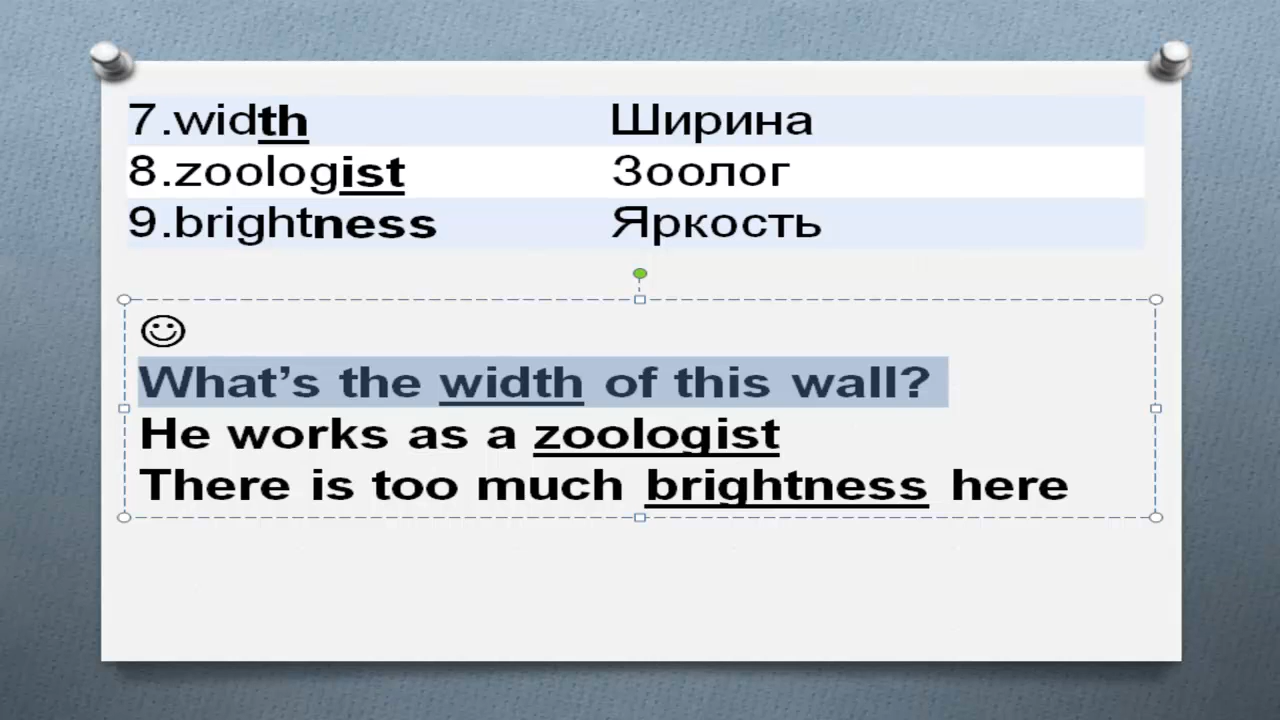 7.width Ширина
8.zoologist Зоолог
9.brightness Яркость
☺
What’s the width of this wall?
He works as a zoologist
There is too much brightness here